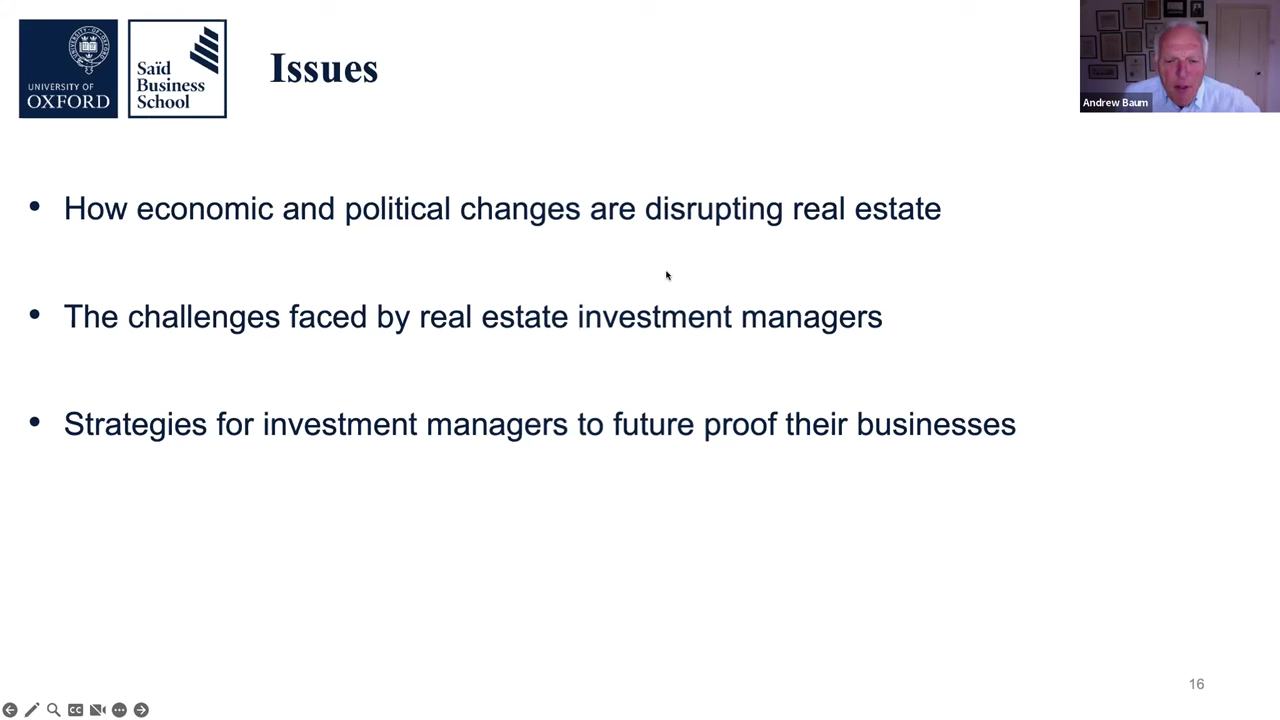 UNIVERSITY OF
OXFORD
Saïd
Business
School
Issues
Andrew Baum
• How economic and political changes are disrupting real estate
• The challenges faced by real estate investment managers
• Strategies for investment managers to future proof their businesses
16
CC